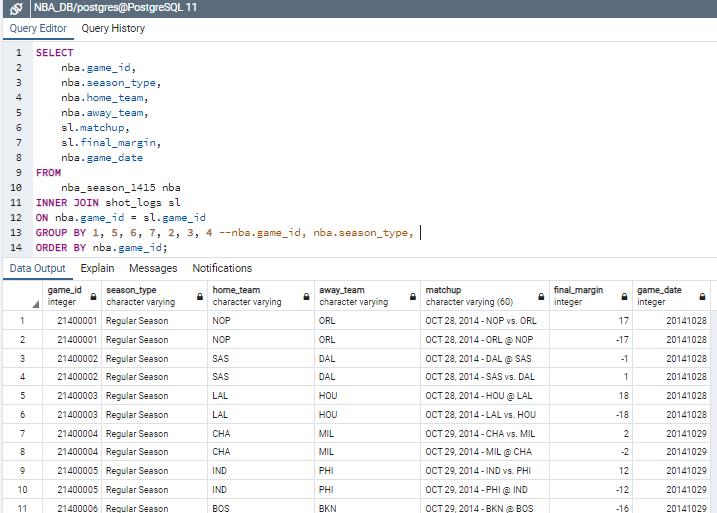 NBA_DB/postgres@PostgreSQL 11
Query Editor Query History
1 SELECT
2 nba.game_id,
3 nba.season_type,
4 nba.home_team,
5 nba.away_team,
6 sl.matchup,
7 sl.final_margin,
8 nba.game_date
9 FROM
10 nba_season_1415 nba
11 INNER JOIN shot_logs sl
12 ON nba.game_id = sl.game_id
13 GROUP BY 1, 5, 6, 7, 2, 3, 4 --nba.game_id, nba.season_type,
14 ORDER BY nba.game_id;
Data Output Explain Messages Notifications
game_id season_type home_team away_team matchup final_margin game_date
integer character varying character varying character varying character varying (60) integer integer
1 21400001 Regular Season NOP ORL OCT 28, 2014 - NOP vs. ORL 17 20141028
2 21400001 Regular Season NOP ORL OCT 28, 2014 - ORL @ NOP -17 20141028
3 21400002 Regular Season SAS DAL OCT 28, 2014 - DAL @ SAS -1 20141028
4 21400002 Regular Season SAS DAL OCT 28, 2014 - SAS vs. DAL 1 20141028
5 21400003 Regular Season LAL HOU OCT 28, 2014 - HOU @ LAL 18 20141028
6 21400003 Regular Season LAL HOU OCT 28, 2014 - LAL vs. HOU -18 20141028
7 21400004 Regular Season CHA MIL OCT 29, 2014 - CHA vs. MIL 2 20141029
8 21400004 Regular Season CHA MIL OCT 29, 2014 - MIL @ CHA -2 20141029
9 21400005 Regular Season IND PHI OCT 29, 2014 - IND vs. PHI 12 20141029
10 21400005 Regular Season IND PHI OCT 29, 2014 - PHI @ IND -12 20141029
11 21400006 Regular Season BOS BKN OCT 29, 2014 - BKN @ BOS -16 20141029